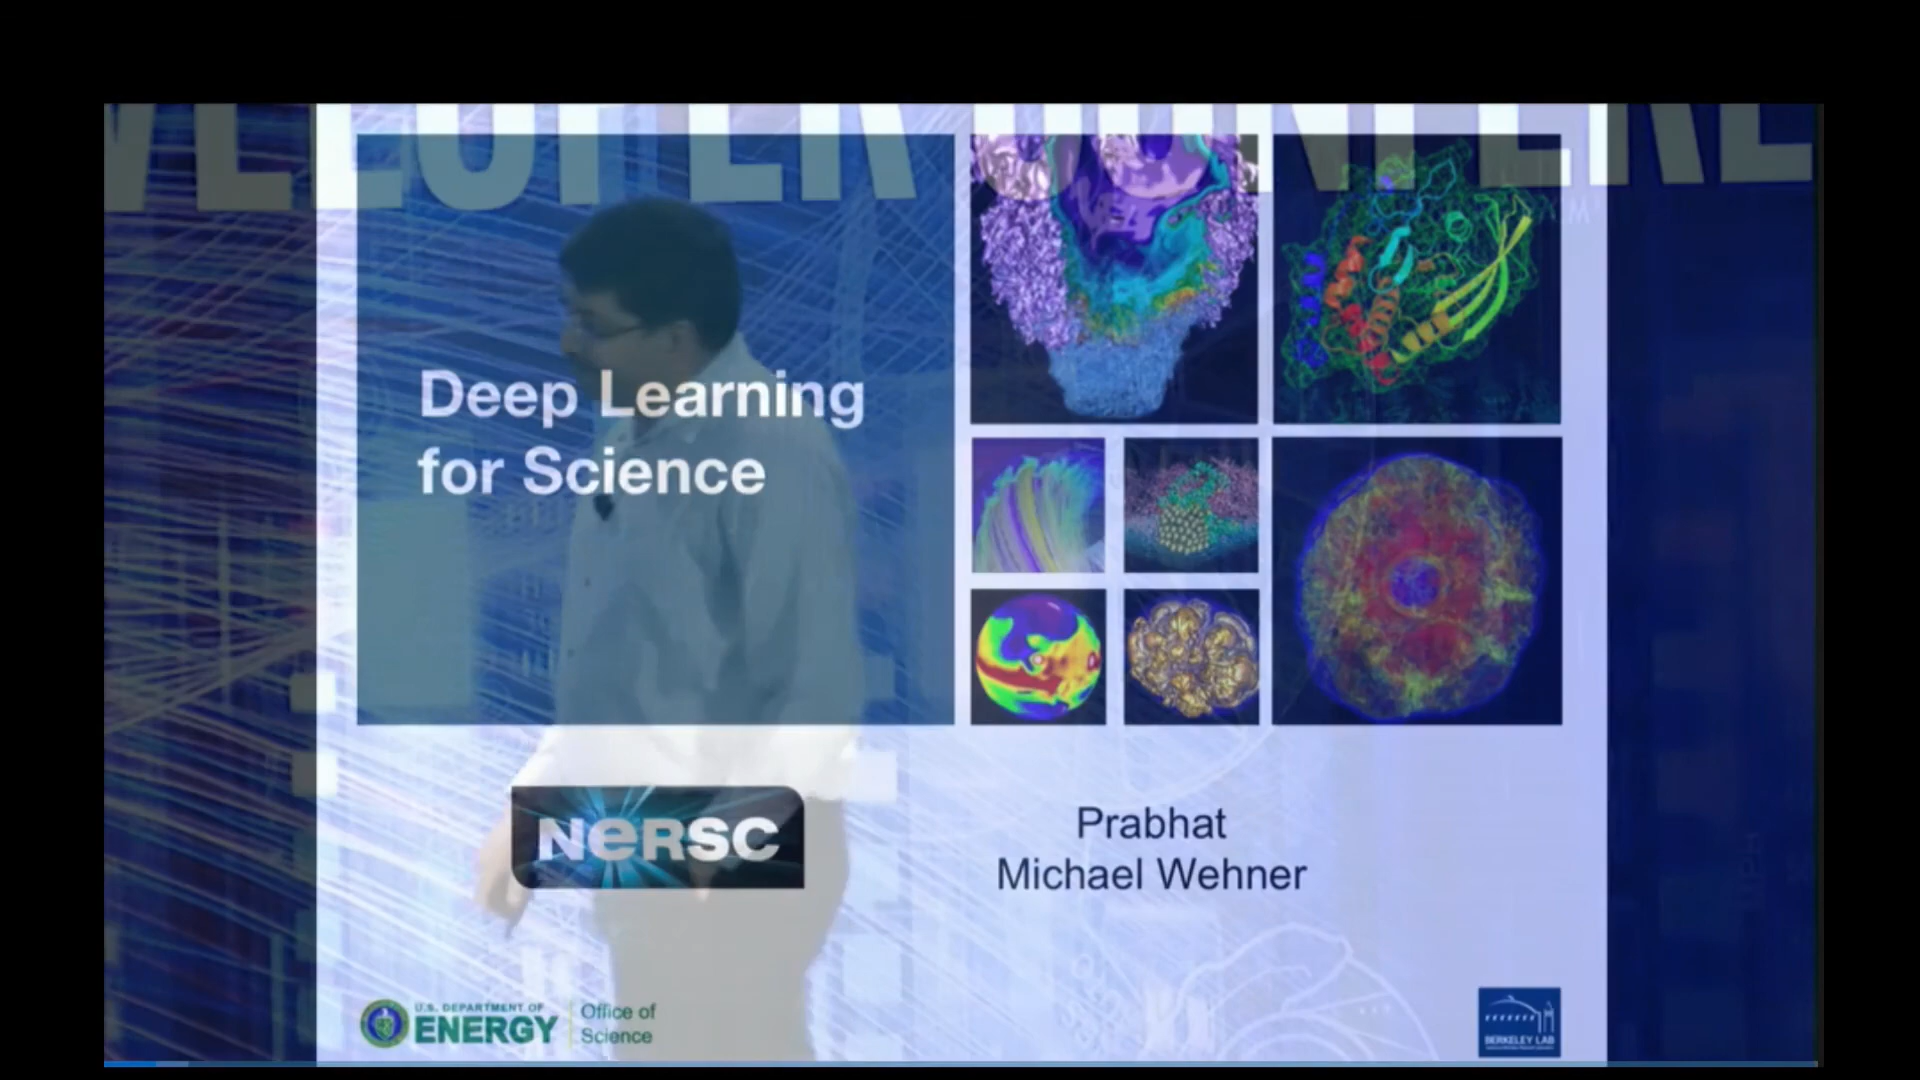 Deep Learning
for Science
NERSC
Prabhat
Michael Wehner
U.S. DEPARTMENT OF
ENERGY
Office of
Science
BERKELEY LAB